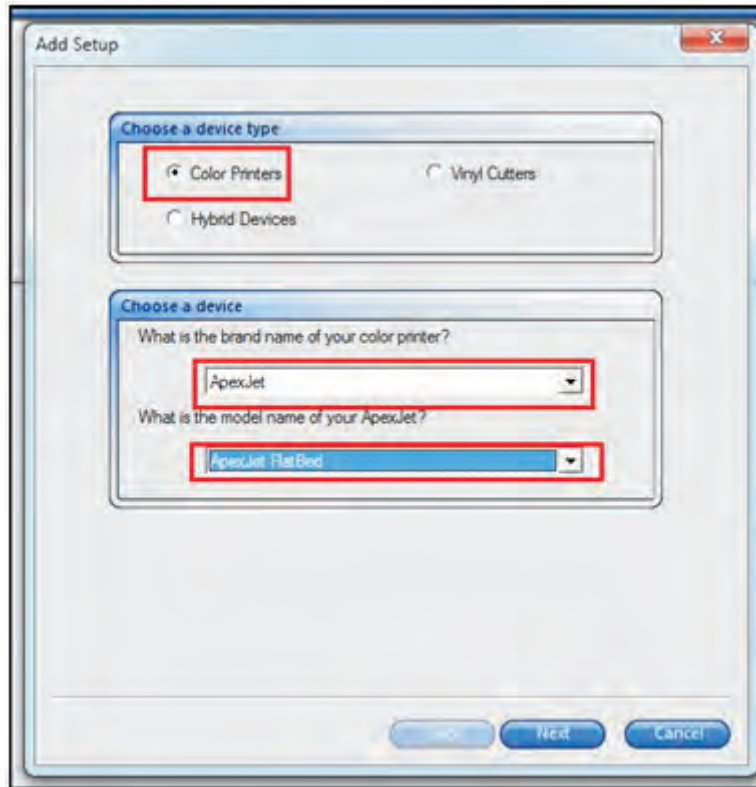 Add Setup
Choose a device type
Color Printers
Vinyl Cutters
Hybrid Devices
Choose a device
What is the brand name of your color printer?
ApexJet
What is the model name of your ApexJet?
ApexJet FlatBed
Next
Cancel